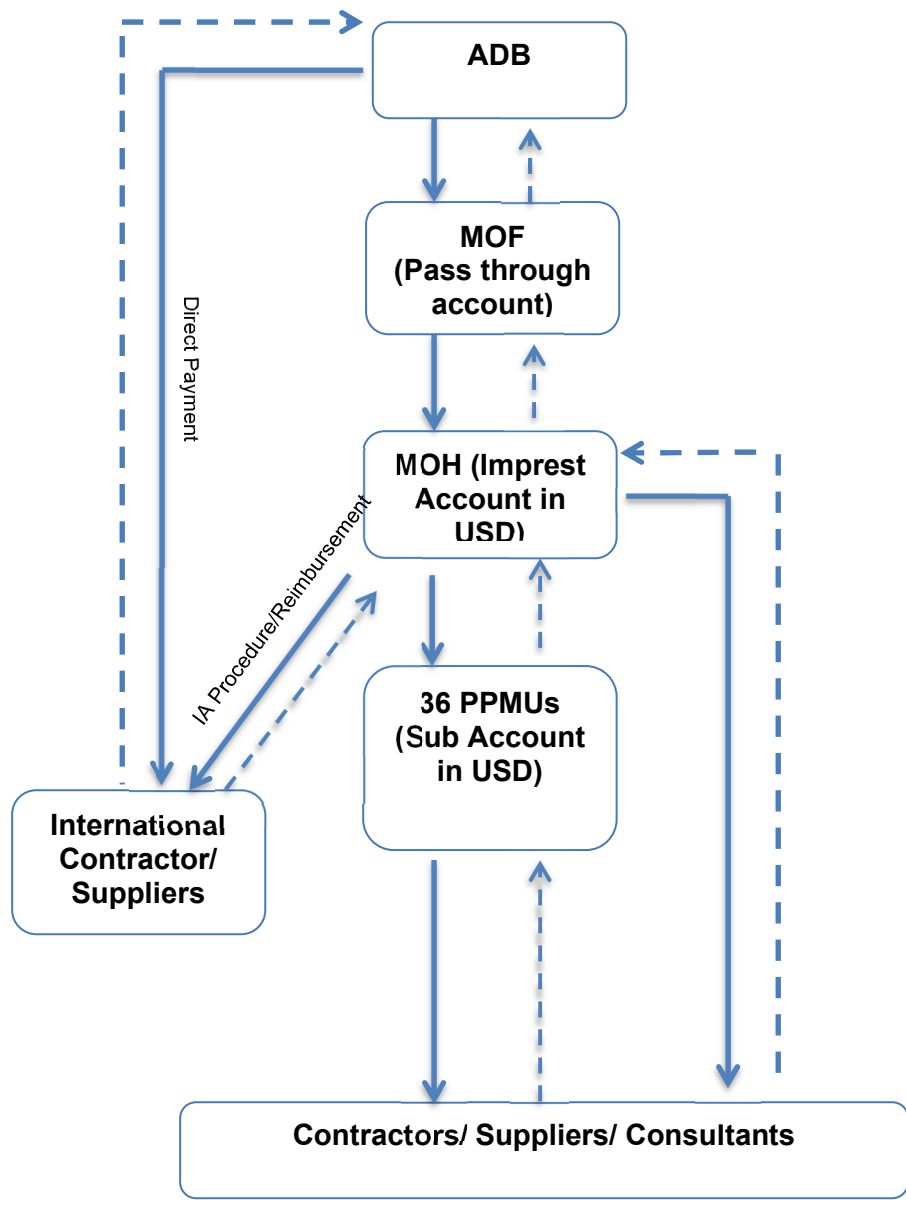 ADB
MOF
(Pass through
account)
Direct Payment
MOH (Imprest
Account in
USD)
IA Procedure/Reimbursement
36 PPMUs
(Sub Account
in USD)
International
Contractor/
Suppliers
Contractors/ Suppliers/ Consultants